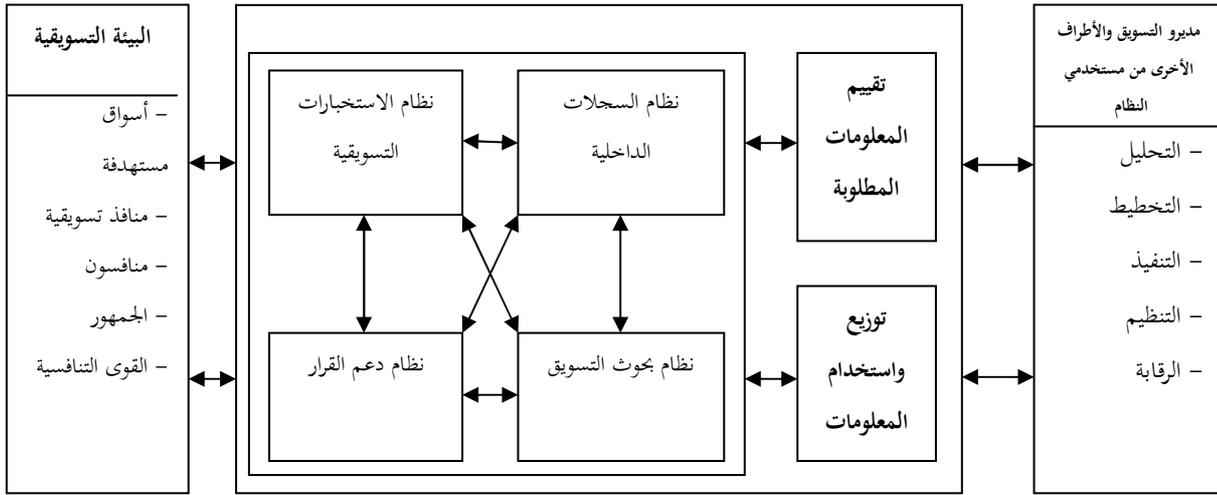 مديرو التسويق والأطراف
الأخرى من مستخدمي
النظام
– التحليل
– التخطيط
– التنفيذ
– التنظيم
– الرقابة
تقييم
المعلومات
المطلوبة
توزيع
واستخدام
المعلومات
نظام السجلات
الداخلية
نظام الاستخبارات
التسويقية
نظام بحوث التسويق
نظام دعم القرار
البيئة التسويقية
– أسواق
مستهدفة
– منافذ تسويقية
– منافسون
– الجمهور
– القوى التنافسية